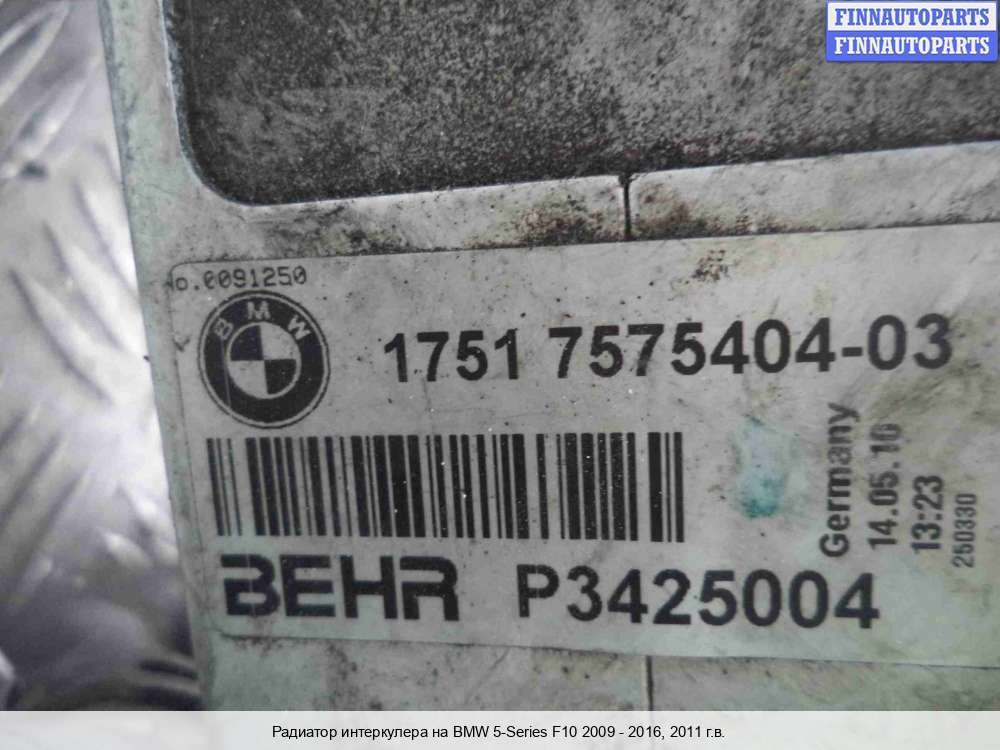 FINNAUTOPARTS
FINNAUTOPARTS
No.0091250
BMW
1751 7575404-03
Germany
14.05.10
13:23
250330
BEHR P3425004
Радиатор интеркулера на BMW 5-Series F10 2009 - 2016, 2011 г.в.